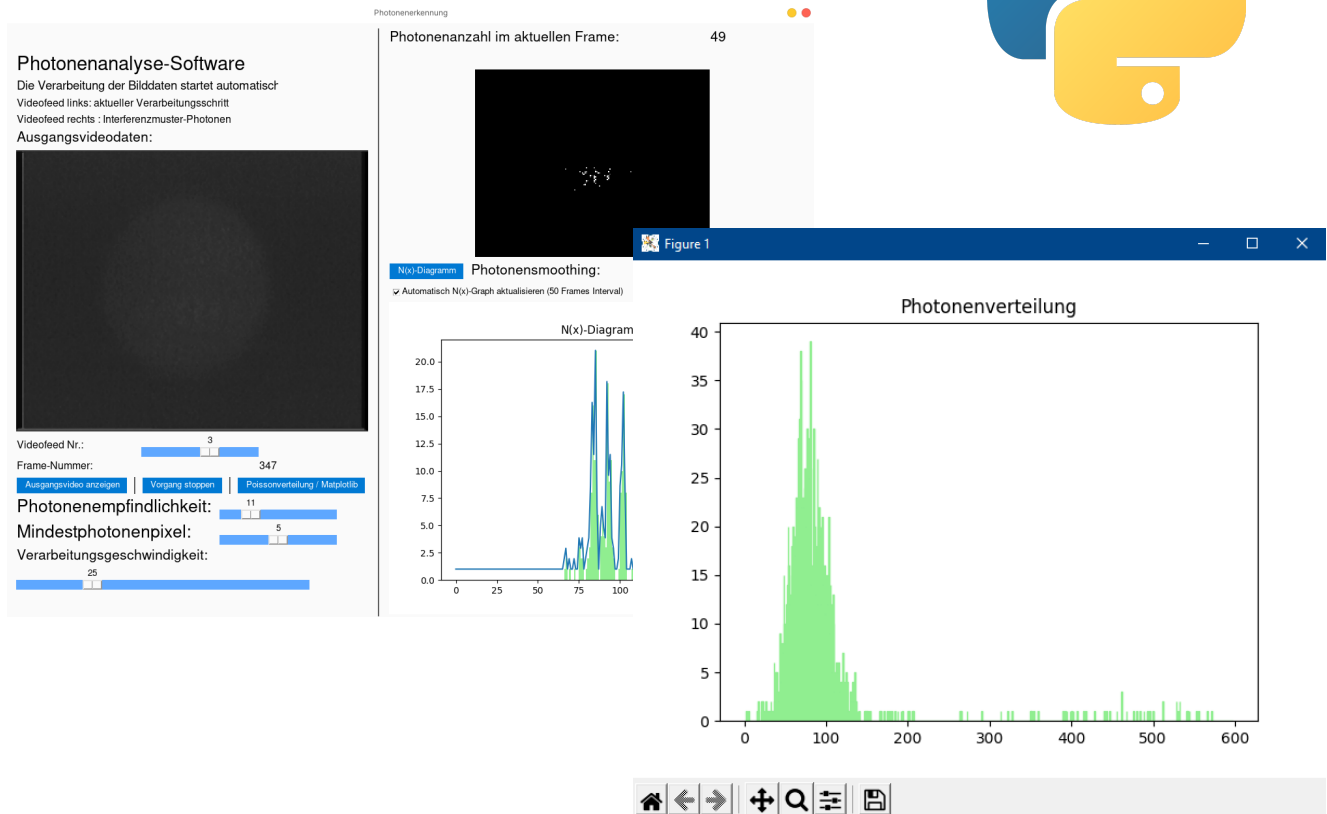 Photonenerkennung
Photonenanalyse-Software
Die Verarbeitung der Bilddaten startet automatisch
Videofeed links: aktueller Verarbeitungsschritt
Videofeed rechts : Interferenzmuster-Photonen
Ausgangsvideodaten:
Videofeed Nr.:
3
Frame-Nummer:
347
Ausgangsvideo anzeigen
Vorgang stoppen
Poissonverteilung / Matplotlib
Photonenempfindlichkeit:
11
Mindestphotonenpixel:
5
Verarbeitungsgeschwindigkeit:
25
Photonenanzahl im aktuellen Frame:
49
N(x)-Diagramm
Photonensmoothing:
Automatisch N(x)-Graph aktualisieren (50 Frames Interval)
N(x)-Diagram
20.0
17.5
15.0
12.5
10.0
7.5
5.0
2.5
0.0
0 25 50 75 100
Figure 1
Photonenverteilung
40
35
30
25
20
15
10
5
0
0 100 200 300 400 500 600